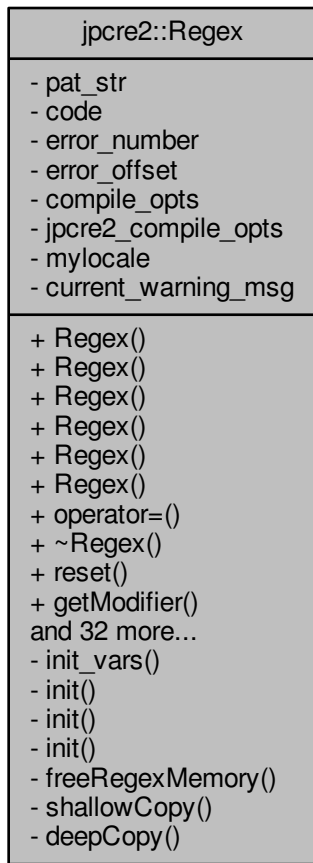 jpcre2::Regex
- pat_str
- code
- error_number
- error_offset
- compile_opts
- jpcre2_compile_opts
- mylocale
- current_warning_msg
+ Regex()
+ Regex()
+ Regex()
+ Regex()
+ Regex()
+ Regex()
+ operator=()
+ ~Regex()
+ reset()
+ getModifier()
and 32 more...
- init_vars()
- init()
- init()
- init()
- freeRegexMemory()
- shallowCopy()
- deepCopy()